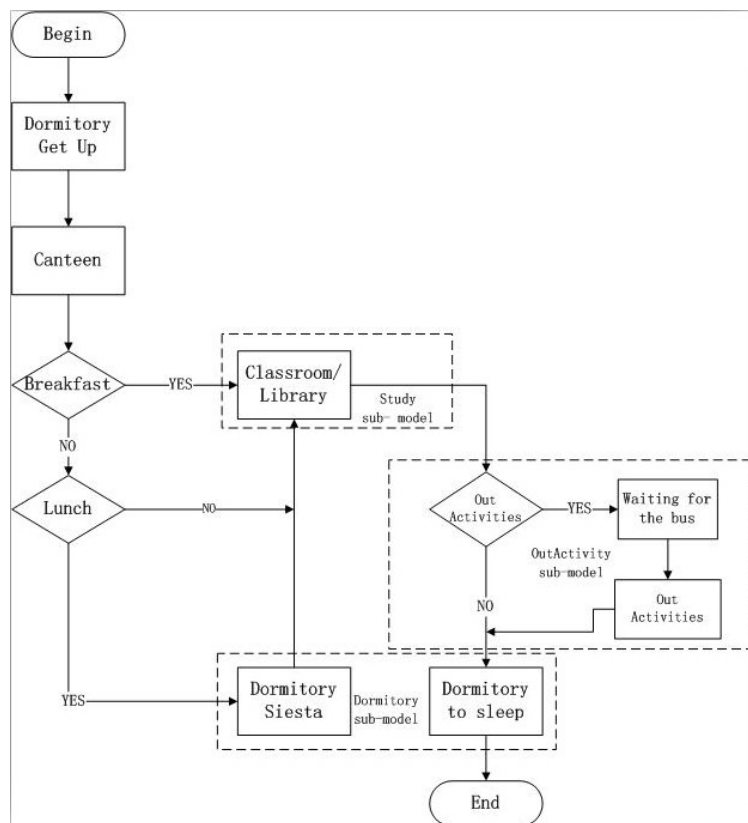 Begin
Dormitory
Get Up
Canteen
Breakfast
YES
Classroom/
Library
Study
sub- model
NO
Lunch
NO
Out
Activities
YES
Waiting for
the bus
OutActivity
sub-model
NO
Out
Activities
YES
Dormitory
Siesta
Dormitory
sub-model
Dormitory
to sleep
End